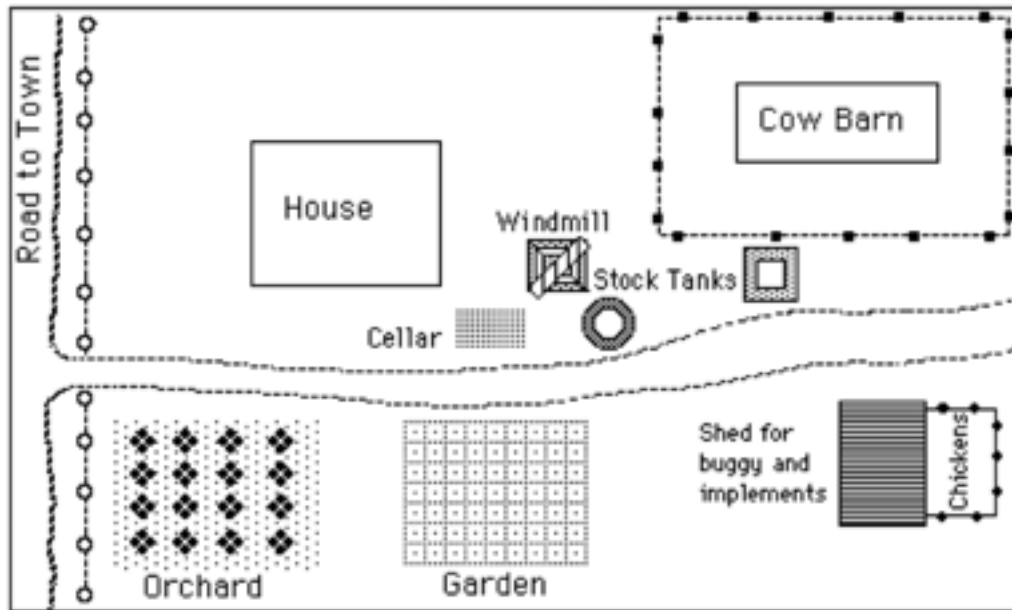 Road to Town
House
Cow Barn
Windmill
Stock Tanks
Cellar
Orchard
Garden
Shed for
buggy and
implements
Chickens